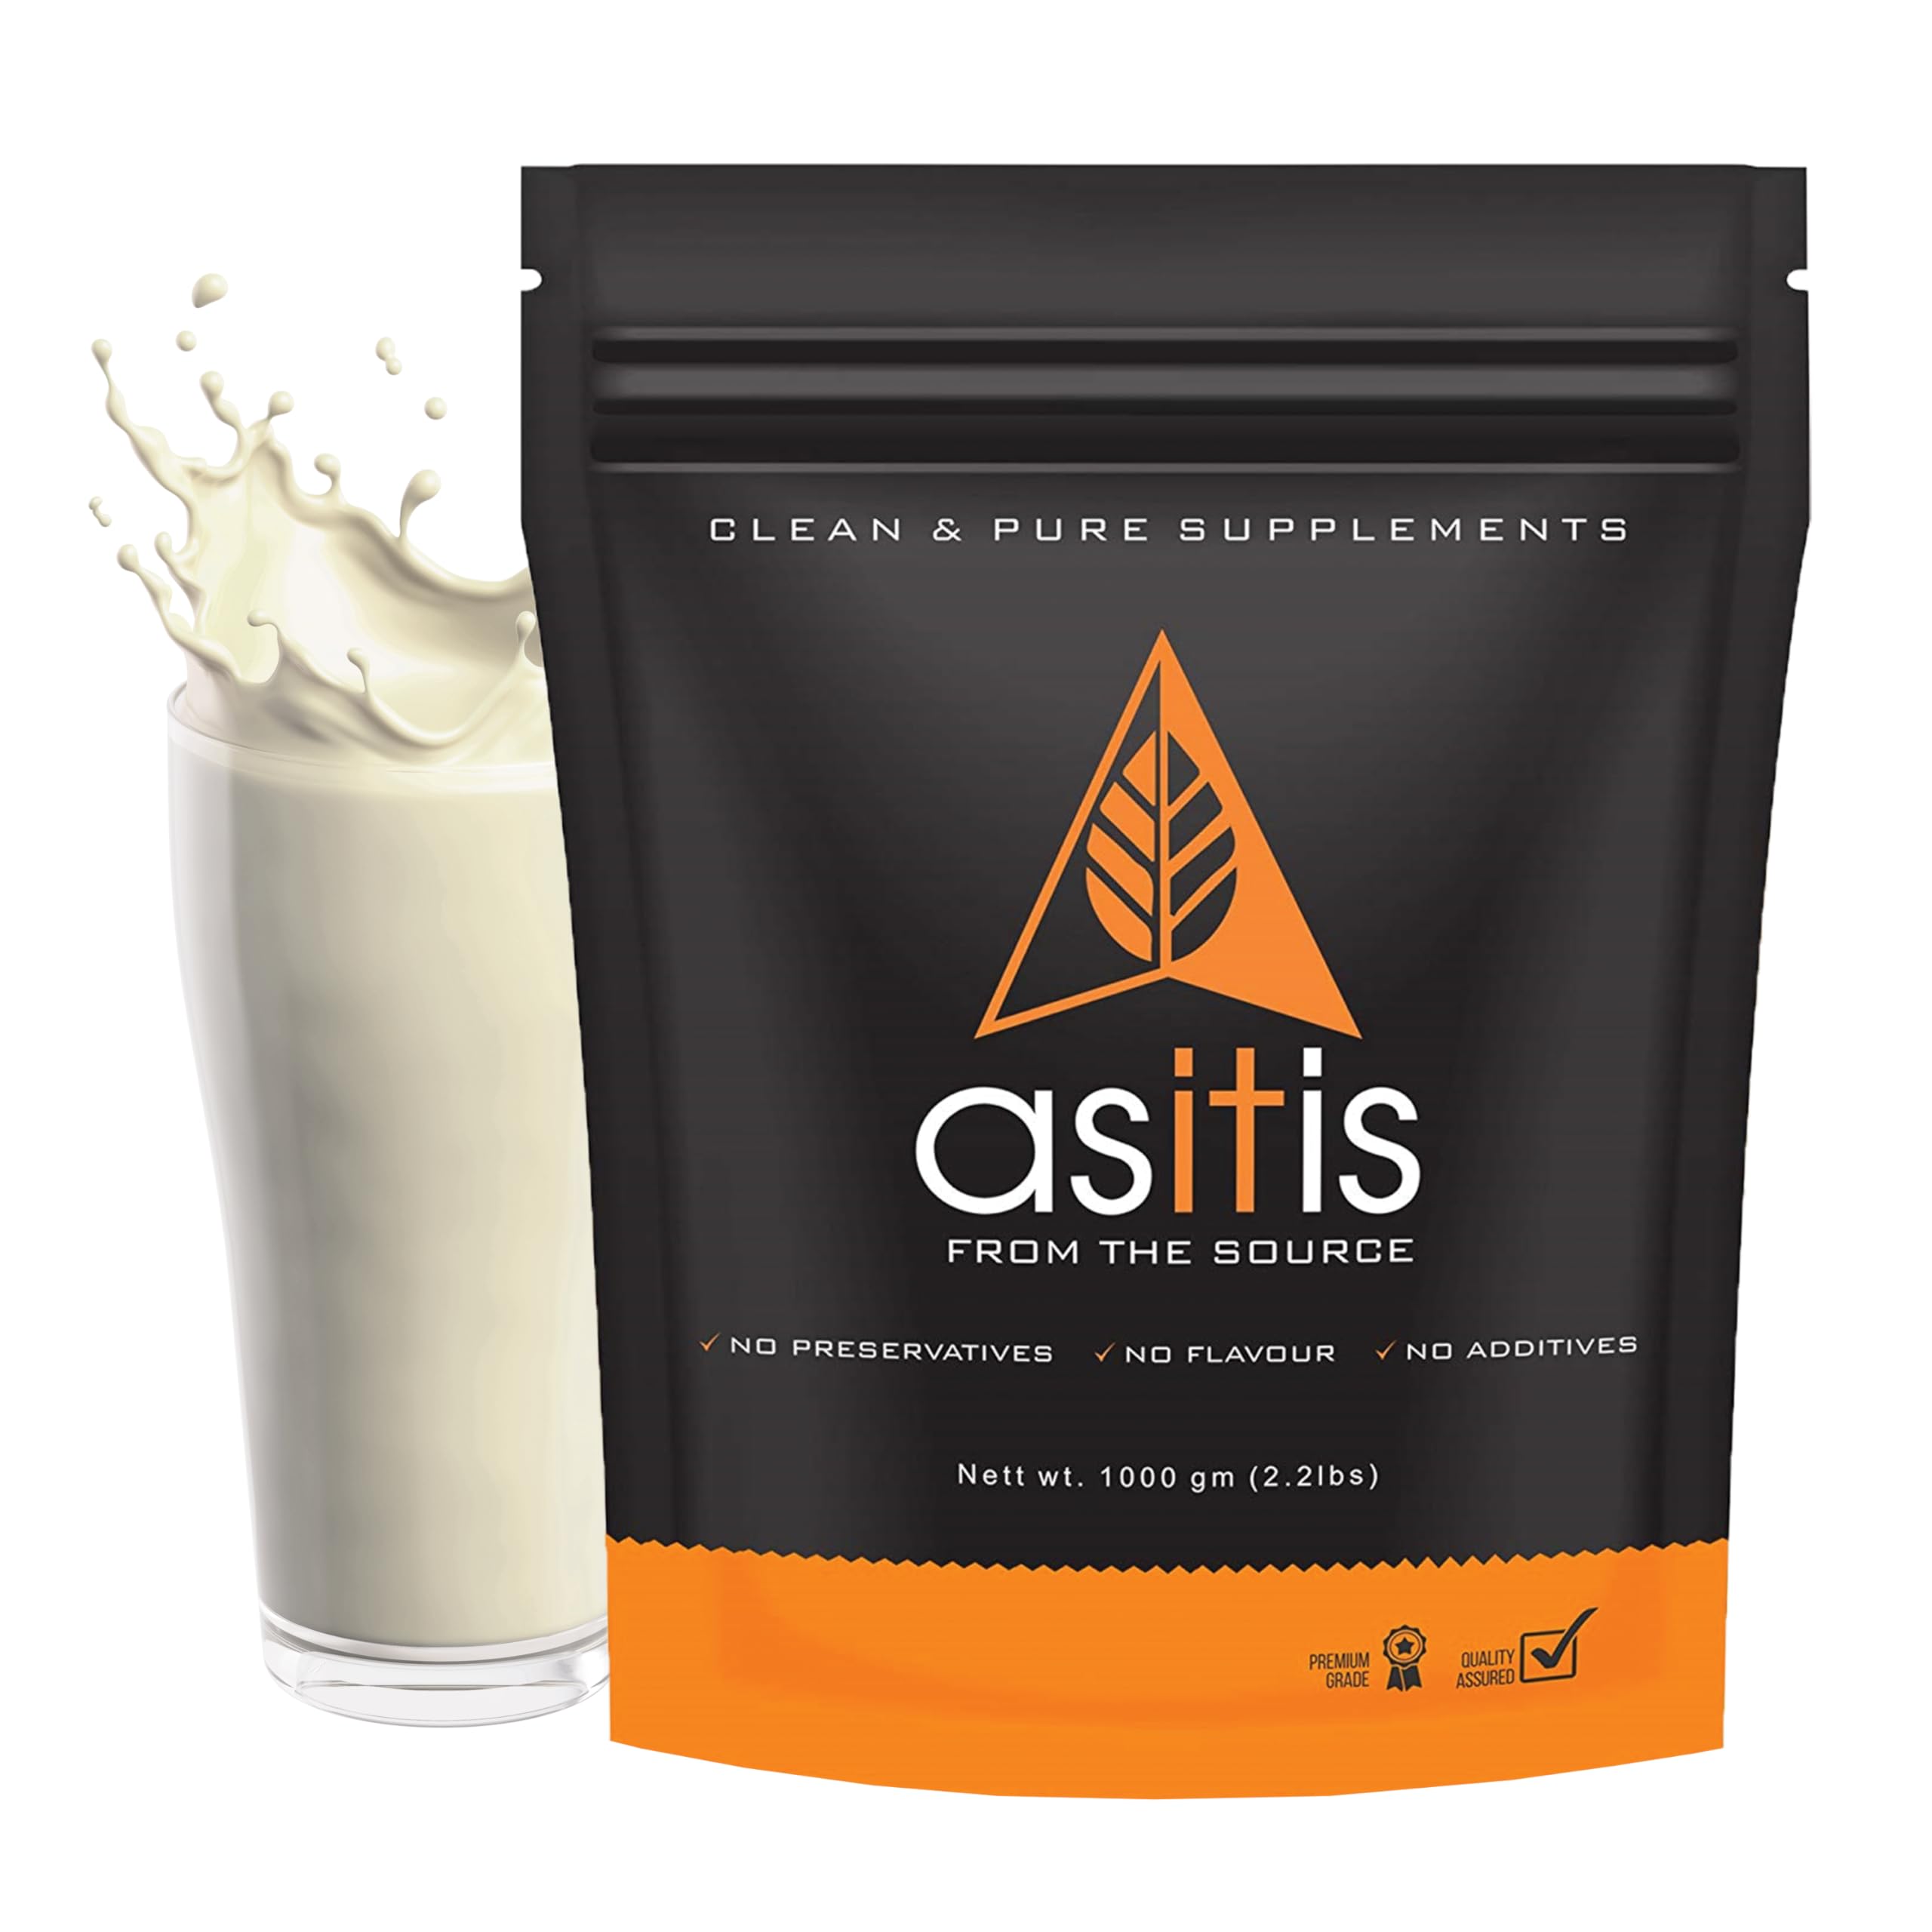 CLEAN & PURE SUPPLEMENTS
asitis
FROM THE SOURCE
✓ NO PRESERVATIVES ✓ NO FLAVOUR ✓ NO ADDITIVES
Nett wt. 1000 gm (2.2lbs)
PREMIUM
GRADE
QUALITY
ASSURED